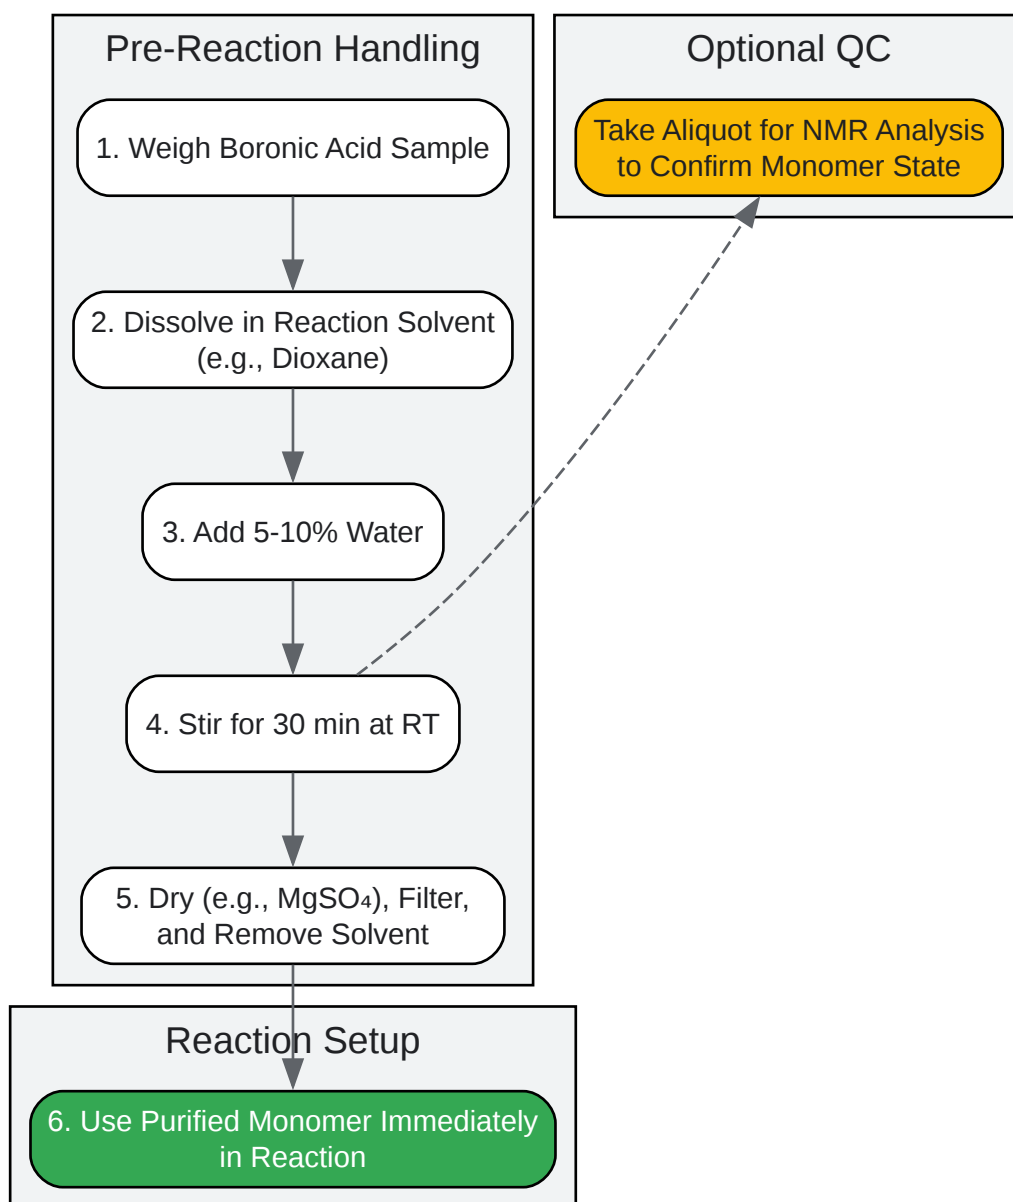 Pre-Reaction Handling
1. Weigh Boronic Acid Sample
2. Dissolve in Reaction Solvent
(e.g., Dioxane)
3. Add 5-10% Water
4. Stir for 30 min at RT
5. Dry (e.g., MgSO₄), Filter,
and Remove Solvent
Optional QC
Take Aliquot for NMR Analysis
to Confirm Monomer State
Reaction Setup
6. Use Purified Monomer Immediately
in Reaction